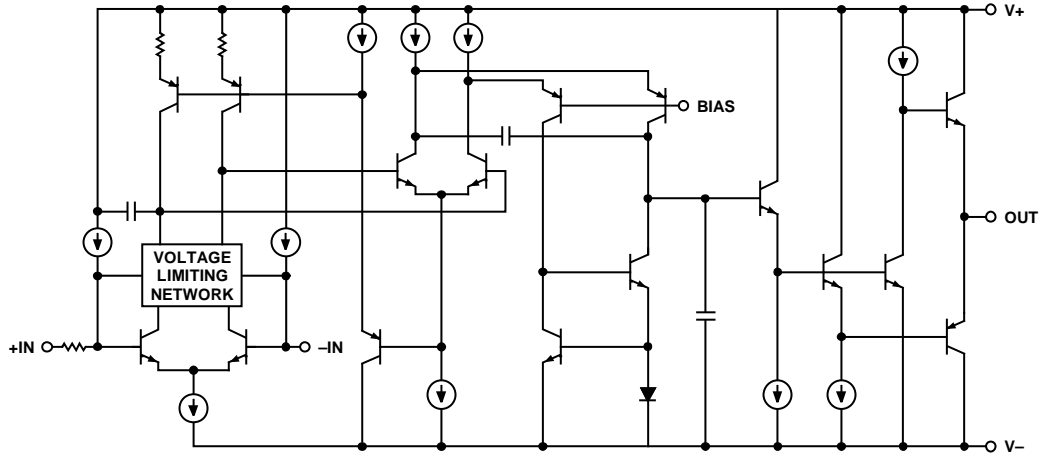 V+
BIAS
OUT
VOLTAGE
LIMITING
NETWORK
+IN
–IN
V–